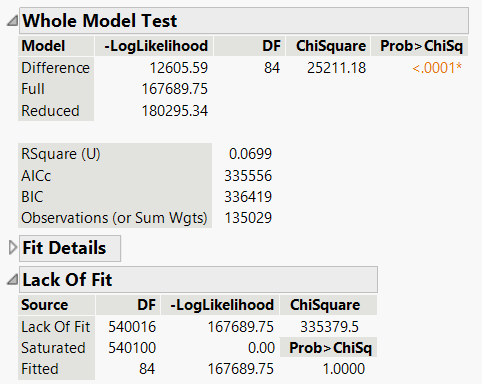 Whole Model Test
Model -LogLikelihood DF ChiSquare Prob>ChiSq
Difference 12605.59 84 25211.18 <.0001*
Full 167689.75
Reduced 180295.34
RSquare (U) 0.0699
AICc 335556
BIC 336419
Observations (or Sum Wgts) 135029
Fit Details
Lack Of Fit
Source DF -LogLikelihood ChiSquare
Lack Of Fit 540016 167689.75 335379.5
Saturated 540100 0.00 Prob>ChiSq
Fitted 84 167689.75 1.0000